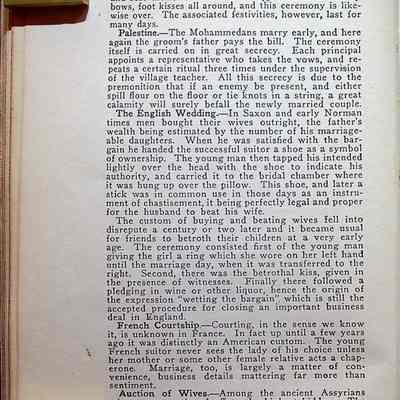 bows, foot kisses all around, and this ceremony is like-
wise over. The associated festivities, however, last for
many days.
Palestine.—The Mohammedans marry early, and here
again the groom's father pays the bill. The ceremony
itself is carried on in great secrecy. Each principal
appoints a representative who takes the vows, and re-
peats a certain ritual three times under the supervision
of the village teacher. All this secrecy is due to the
premonition that if an enemy be present, and either
spill flour on the floor or tie knots in a string, a great
calamity will surely befall the newly married couple.
The English Wedding.—In Saxon and early Norman
times men bought their wives outright, the father's
wealth being estimated by the number of his marriage-
able daughters. When he was satisfied with the bar-
gain he handed the successful suitor a shoe as a symbol
of ownership. The young man then tapped his intended
lightly over the head with the shoe to indicate his
authority, and carried it to the bridal chamber where
it was hung up over the pillow. This shoe, and later a
stick was in common use in those days as an instru-
ment of chastisement, it being perfectly legal and proper
for the husband to beat his wife.
The custom of buying and beating wives fell into
disrepute a century or two later and it became usual
for friends to betroth their children at a very early
age. The ceremony consisted first of the young man
giving the girl a ring which she wore on her left hand
until the marriage day, when it was transferred to the
right. Second, there was the betrothal kiss, given in
the presence of witnesses. Finally there followed a
pledging in wine or other liquor, hence the origin of
the expression "wetting the bargain" which is still the
accepted procedure for closing an important business
deal in England.
French Courtship.—Courting, in the sense we know
it, is unknown in France. In fact up until a few years
ago it was distinctly an American custom. The young
French suitor never sees the lady of his choice unless
her mother or some other female relative acts a chap-
erone. Marriage, too, is largely a matter of con-
venience, business details mattering far more than
sentiment.
Auction of Wives.—Among the ancient Assyrians